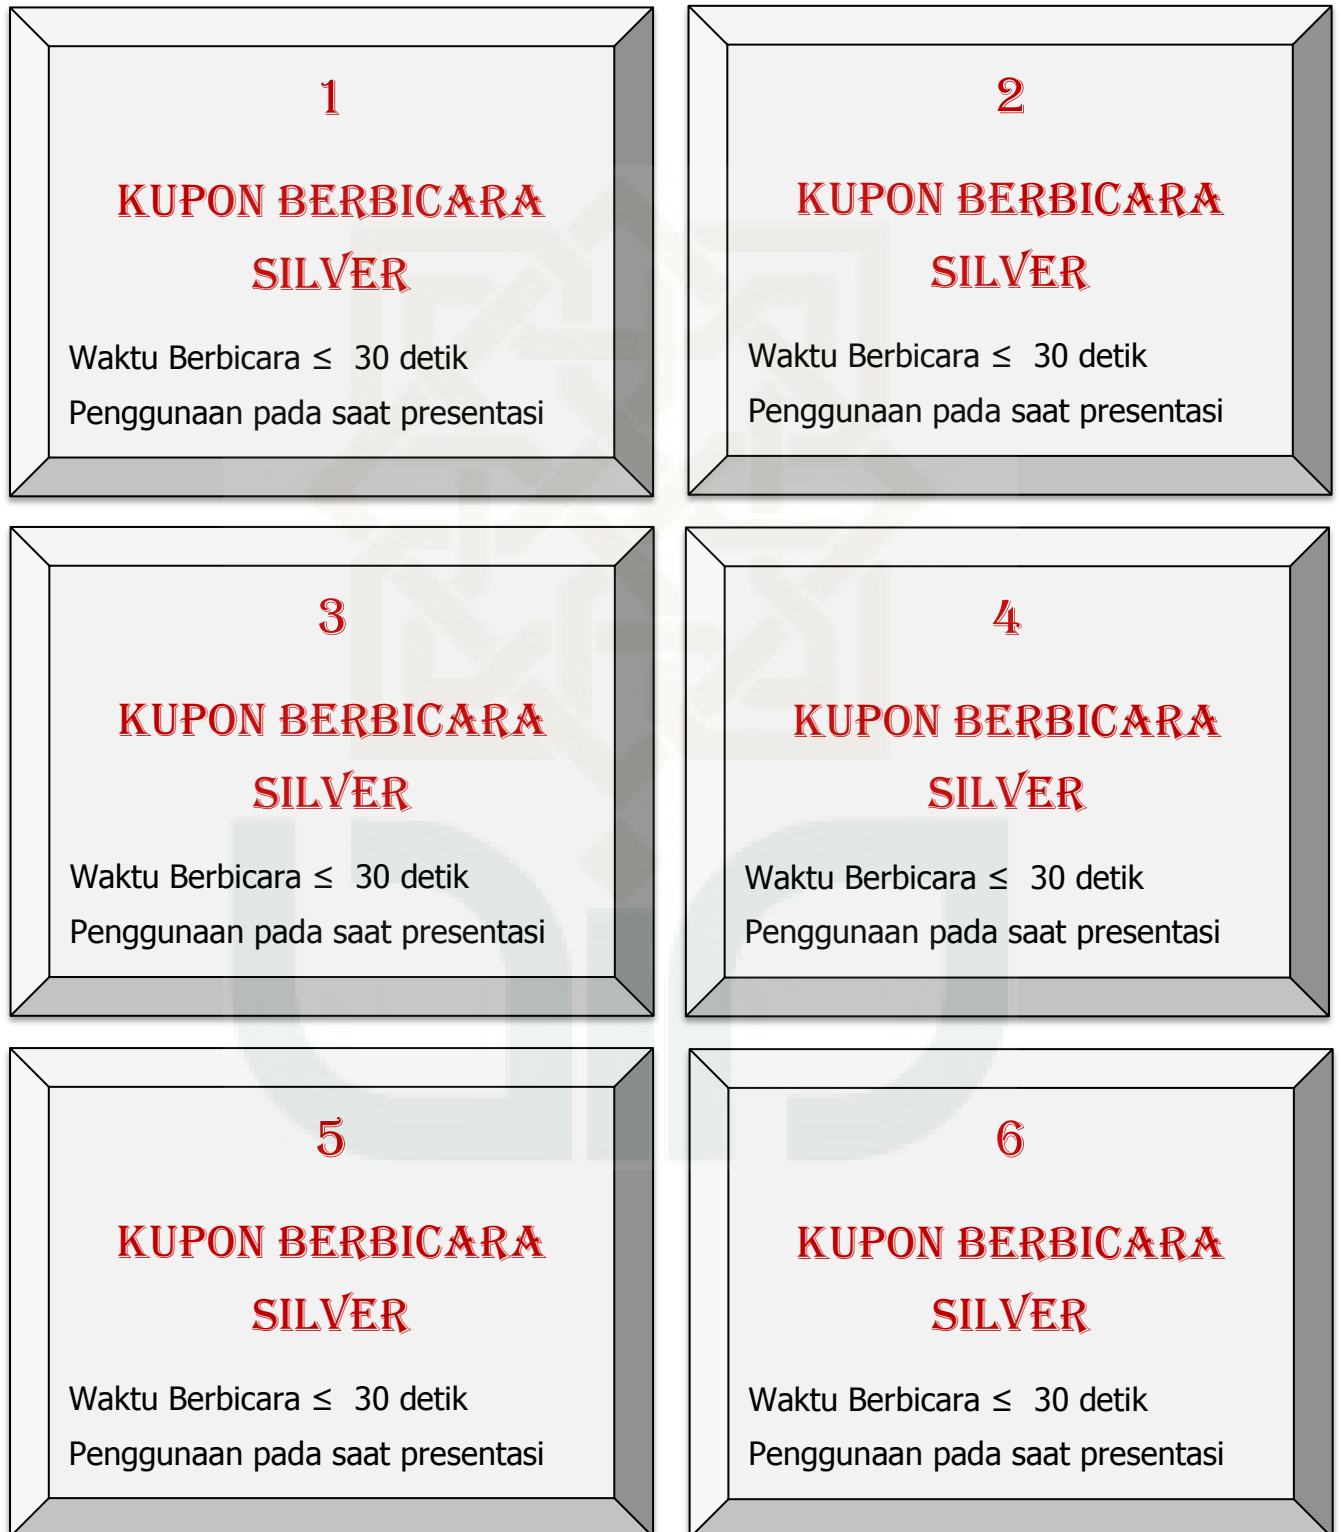 1
KUPON BERBICARA
SILVER
Waktu Berbicara ≤ 30 detik
Penggunaan pada saat presentasi
2
KUPON BERBICARA
SILVER
Waktu Berbicara ≤ 30 detik
Penggunaan pada saat presentasi
3
KUPON BERBICARA
SILVER
Waktu Berbicara ≤ 30 detik
Penggunaan pada saat presentasi
4
KUPON BERBICARA
SILVER
Waktu Berbicara ≤ 30 detik
Penggunaan pada saat presentasi
5
KUPON BERBICARA
SILVER
Waktu Berbicara ≤ 30 detik
Penggunaan pada saat presentasi
6
KUPON BERBICARA
SILVER
Waktu Berbicara ≤ 30 detik
Penggunaan pada saat presentasi